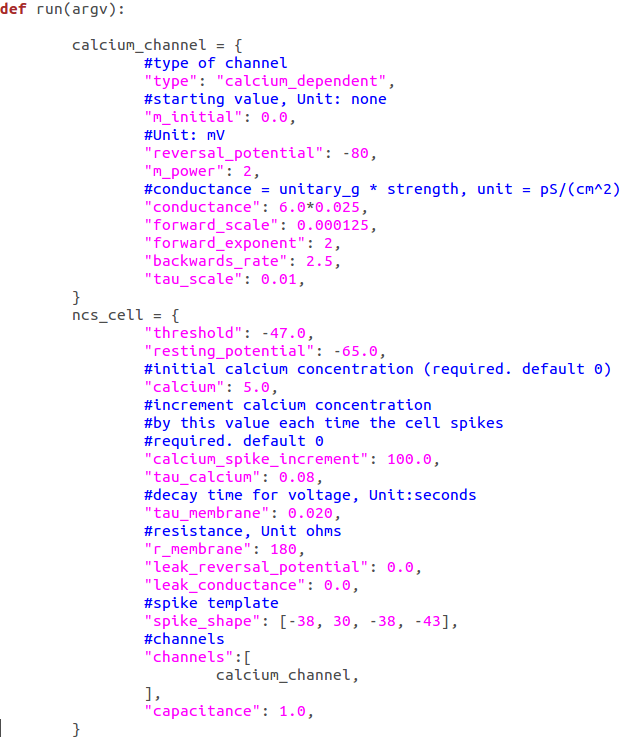 def run(argv):
calcium_channel = {
#type of channel
"type": "calcium_dependent",
#starting value, Unit: none
"m_initial": 0.0,
#Unit: mV
"reversal_potential": -80,
"m_power": 2,
#conductance = unitary_g * strength, unit = pS/(cm^2)
"conductance": 6.0*0.025,
"forward_scale": 0.000125,
"forward_exponent": 2,
"backwards_rate": 2.5,
"tau_scale": 0.01,
}
ncs_cell = {
"threshold": -47.0,
"resting_potential": -65.0,
#initial calcium concentration (required. default 0)
"calcium": 5.0,
#increment calcium concentration
#by this value each time the cell spikes
#required. default 0
"calcium_spike_increment": 100.0,
"tau_calcium": 0.08,
#decay time for voltage, Unit:seconds
"tau_membrane": 0.020,
#resistance, Unit ohms
"r_membrane": 180,
"leak_reversal_potential": 0.0,
"leak_conductance": 0.0,
#spike template
"spike_shape": [-38, 30, -38, -43],
#channels
"channels":[
calcium_channel,
],
"capacitance": 1.0,
}